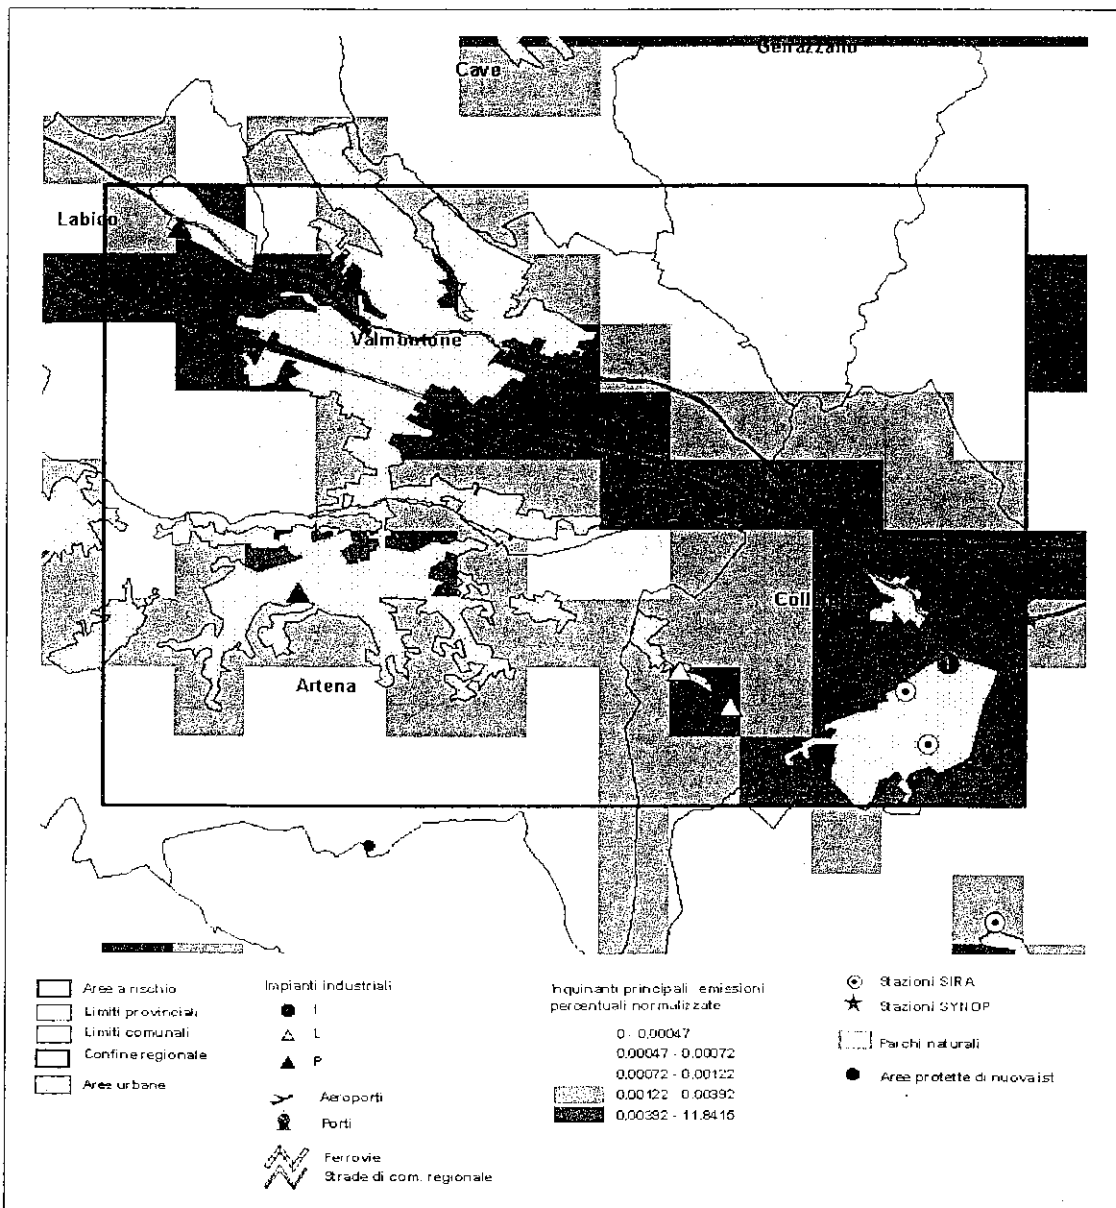 Cave
Genazzano
Labico
Valmontone
Coll
Artena
Aree a rischio
Limiti provinciali
Limiti comunali
Confine regionale
Aree urbane
Impianti industriali
I
L
P
Aeroporti
Porti
Ferrovie
Strade di com. regionale
Inquinanti principali emissioni
percentuali normalizzate
0 - 0,00047
0,00047 - 0,00072
0,00072 - 0,00122
0,00122 - 0,00392
0,00392 - 11,8415
Stazioni SIRA
Stazioni SYNOP
Parchi naturali
Aree protette di nuova ist